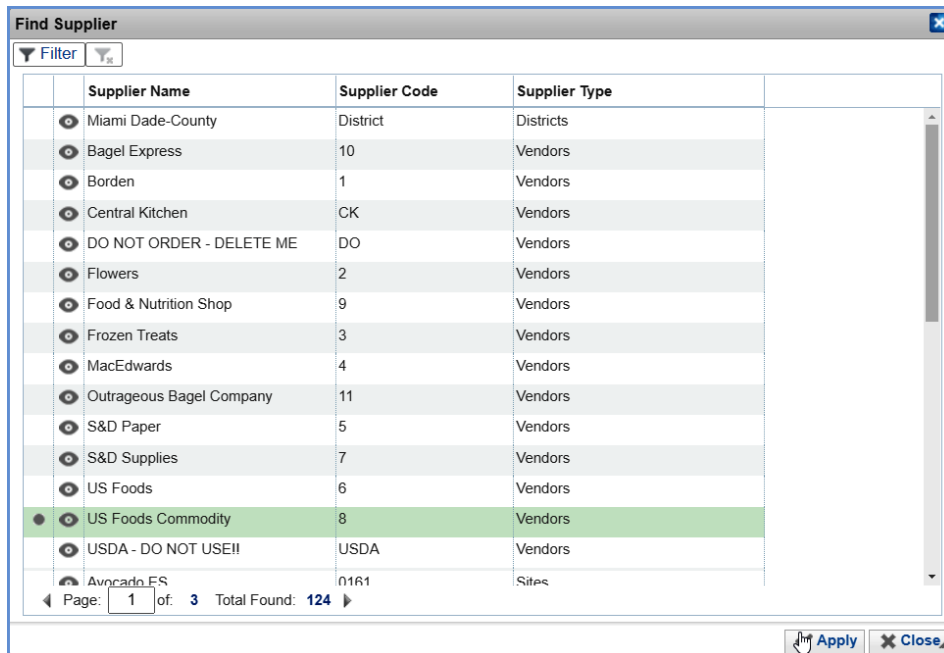 Find Supplier
Filter
Supplier Name Supplier Code Supplier Type
Miami Dade-County District Districts
Bagel Express 10 Vendors
Borden 1 Vendors
Central Kitchen CK Vendors
DO NOT ORDER - DELETE ME DO Vendors
Flowers 2 Vendors
Food & Nutrition Shop 9 Vendors
Frozen Treats 3 Vendors
MacEdwards 4 Vendors
Outrageous Bagel Company 11 Vendors
S&D Paper 5 Vendors
S&D Supplies 7 Vendors
US Foods 6 Vendors
US Foods Commodity 8 Vendors
USDA - DO NOT USE!! USDA Vendors
Avocado ES 0161 Sites
Page: 1 of: 3 Total Found: 124
Apply Close